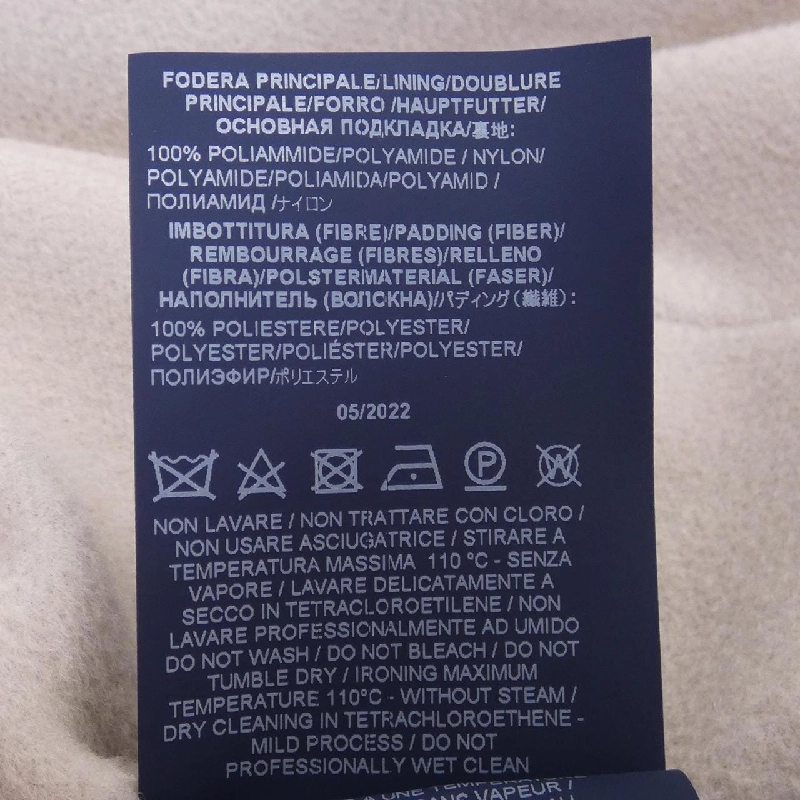 FODERA PRINCIPALE/LINING/DOUBLURE
PRINCIPALE/FORRO /HAUPTFUTTER/
ОСНОВНАЯ ПОДКЛАДКА/裏地:
100% POLIAMMIDE/POLYAMIDE / NYLON/
POLYAMIDE/POLIAMIDA/POLYAMID /
ПОЛИАМИД /ナイロン
IMBOTTITURA (FIBRE)/PADDING (FIBER)/
REMBOURRAGE (FIBRES)/RELLENO
(FIBRA)/POLSTERMATERIAL (FASER)/
НАПОЛНИТЕЛЬ (ВОЛОКНА)/パディング(繊維):
100% POLIESTERE/POLYESTER/
POLYESTER/POLIÉSTER/POLYESTER/
ПОЛИЭФИР/ポリエステル
05/2022
P W
NON LAVARE / NON TRATTARE CON CLORO /
NON USARE ASCIUGATRICE / STIRARE A
TEMPERATURA MASSIMA 110 °C - SENZA
VAPORE / LAVARE DELICATAMENTE A
SECCO IN TETRACLOROETILENE / NON
LAVARE PROFESSIONALMENTE AD UMIDO
DO NOT WASH / DO NOT BLEACH / DO NOT
TUMBLE DRY / IRONING MAXIMUM
TEMPERATURE 110°C - WITHOUT STEAM /
DRY CLEANING IN TETRACHLOROETHENE -
MILD PROCESS / DO NOT
PROFESSIONALLY WET CLEAN
A UNE TEMPÉRATURE
SANS VAPEUR /